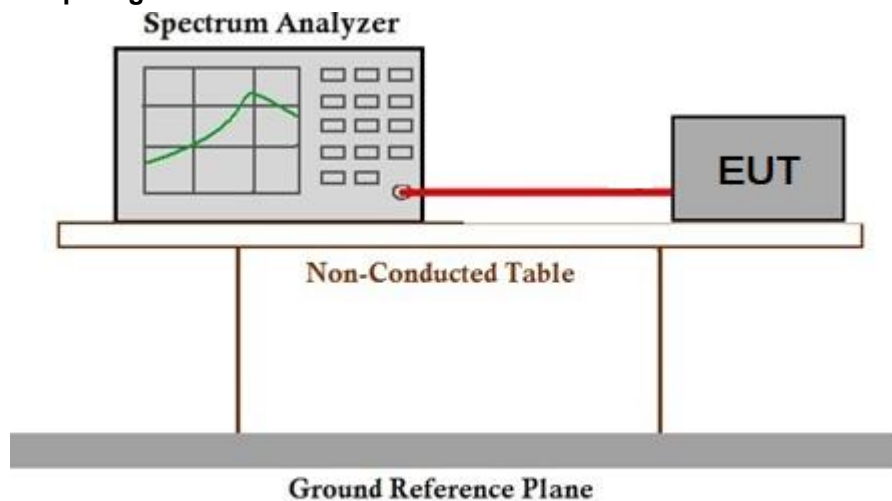 Spectrum Analyzer
EUT
Non-Conducted Table
Ground Reference Plane